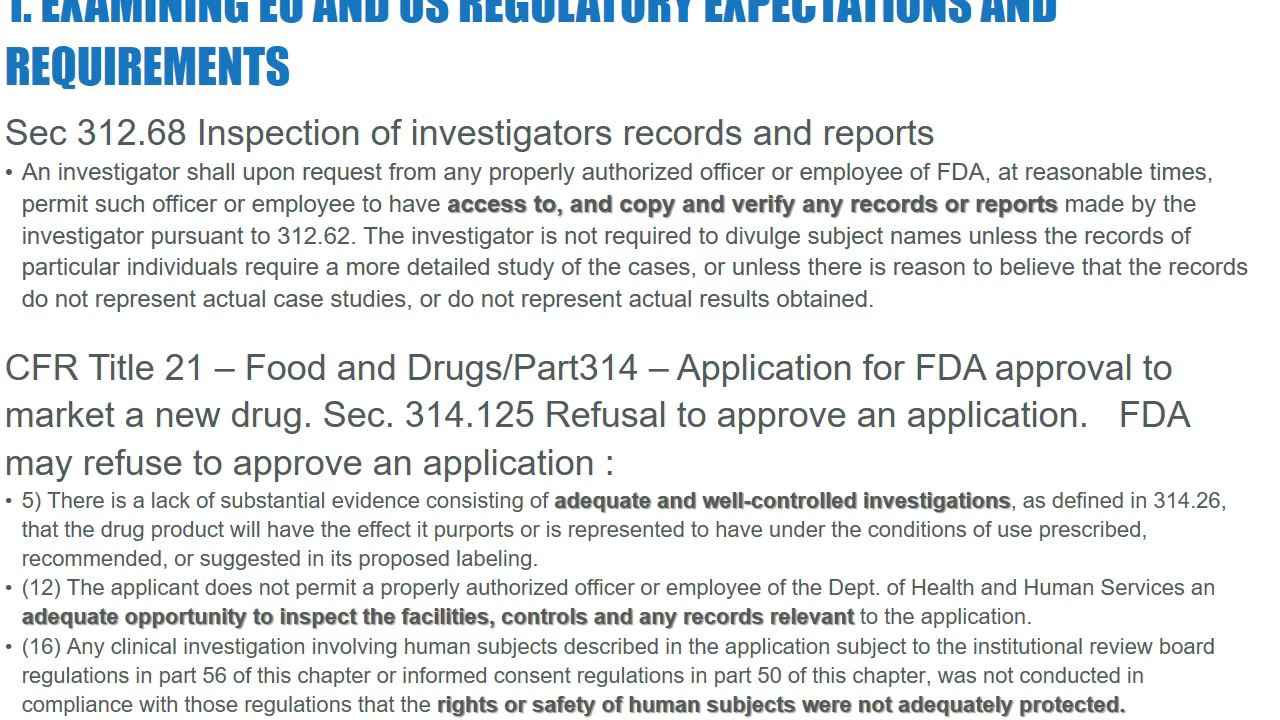 1. EXAMINING EU AND US REGULATORY EXPECTATIONS AND
REQUIREMENTS
Sec 312.68 Inspection of investigators records and reports
• An investigator shall upon request from any properly authorized officer or employee of FDA, at reasonable times,
permit such officer or employee to have access to, and copy and verify any records or reports made by the
investigator pursuant to 312.62. The investigator is not required to divulge subject names unless the records of
particular individuals require a more detailed study of the cases, or unless there is reason to believe that the records
do not represent actual case studies, or do not represent actual results obtained.
CFR Title 21 – Food and Drugs/Part314 – Application for FDA approval to
market a new drug. Sec. 314.125 Refusal to approve an application.   FDA
may refuse to approve an application :
• 5) There is a lack of substantial evidence consisting of adequate and well-controlled investigations, as defined in 314.26,
that the drug product will have the effect it purports or is represented to have under the conditions of use prescribed,
recommended, or suggested in its proposed labeling.
• (12) The applicant does not permit a properly authorized officer or employee of the Dept. of Health and Human Services an
adequate opportunity to inspect the facilities, controls and any records relevant to the application.
• (16) Any clinical investigation involving human subjects described in the application subject to the institutional review board
regulations in part 56 of this chapter or informed consent regulations in part 50 of this chapter, was not conducted in
compliance with those regulations that the rights or safety of human subjects were not adequately protected.